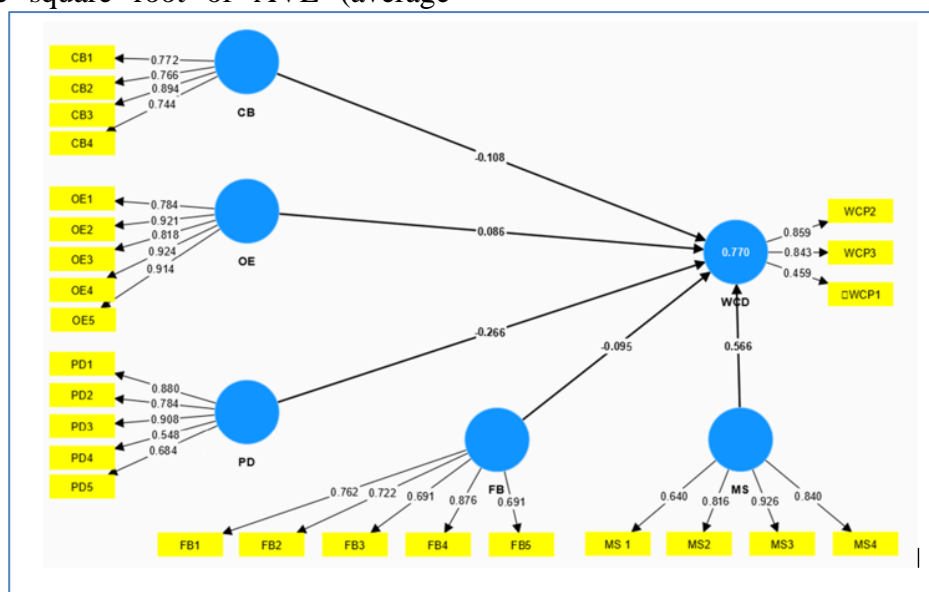 square root of AVE (average
CB1
CB2
CB3
CB4
0.772
0.766
0.894
0.744
CB
-0.108
OE1
OE2
OE3
OE4
OE5
0.784
0.921
0.818
0.924
0.914
OE
0.086
PD1
PD2
PD3
PD4
PD5
0.880
0.784
0.908
0.548
0.684
PD
-0.266
0.770
WCD
0.859
0.843
0.459
WCP2
WCP3
WCP1
-0.095
0.566
FB
0.762
0.722
0.691
0.876
0.691
FB1
FB2
FB3
FB4
FB5
MS
0.640
0.816
0.926
0.840
MS 1
MS2
MS3
MS4